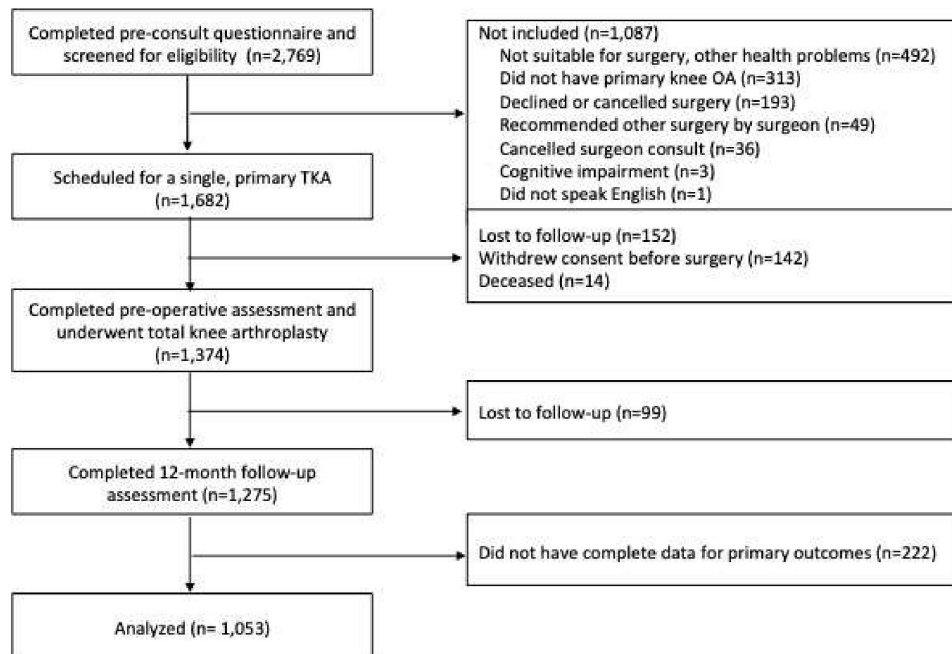 Completed pre-consult questionnaire and
screened for eligibility (n=2,769)
Not included (n=1,087)
Not suitable for surgery, other health problems (n=492)
Did not have primary knee OA (n=313)
Declined or cancelled surgery (n=193)
Recommended other surgery by surgeon (n=49)
Cancelled surgeon consult (n=36)
Cognitive impairment (n=3)
Did not speak English (n=1)
Scheduled for a single, primary TKA
(n=1,682)
Lost to follow-up (n=152)
Withdrew consent before surgery (n=142)
Deceased (n=14)
Completed pre-operative assessment and
underwent total knee arthroplasty
(n=1,374)
Lost to follow-up (n=99)
Completed 12-month follow-up
assessment (n=1,275)
Did not have complete data for primary outcomes (n=222)
Analyzed (n= 1,053)